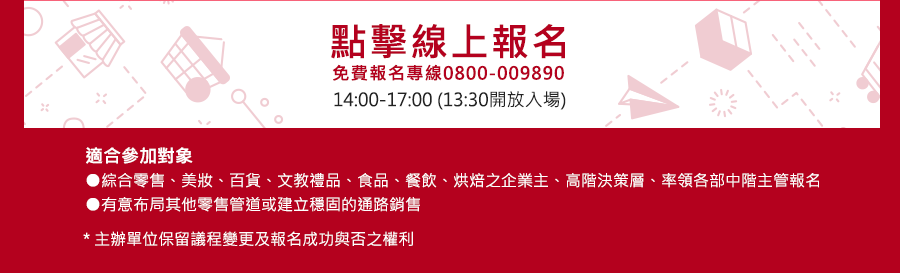 點擊線上報名
免費報名專線0800-009890
14:00-17:00 (13:30開放入場)
適合參加對象
●綜合零售、美妝、百貨、文教禮品、食品、餐飲、烘焙之企業主、高階決策層、率領各部中階主管報名
●有意布局其他零售管道或建立穩固的通路銷售
* 主辦單位保留議程變更及報名成功與否之權利